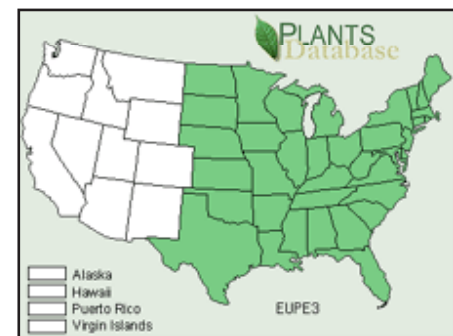 PLANTS
Database
Alaska
Hawaii
Puerto Rico
Virgin Islands
EUPE3